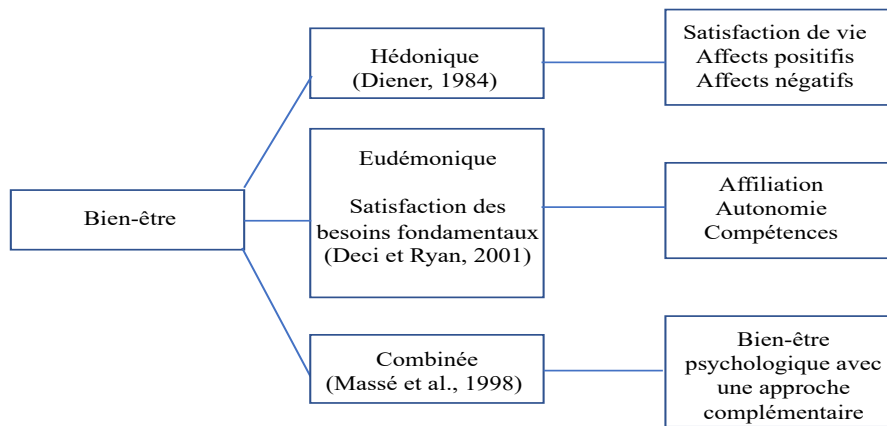 Bien-être
Hédonique
(Diener, 1984)
Satisfaction de vie
Affects positifs
Affects négatifs
Eudémonique
Satisfaction des
besoins fondamentaux
(Deci et Ryan, 2001)
Affiliation
Autonomie
Compétences
Combinée
(Massé et al., 1998)
Bien-être
psychologique avec
une approche
complémentaire